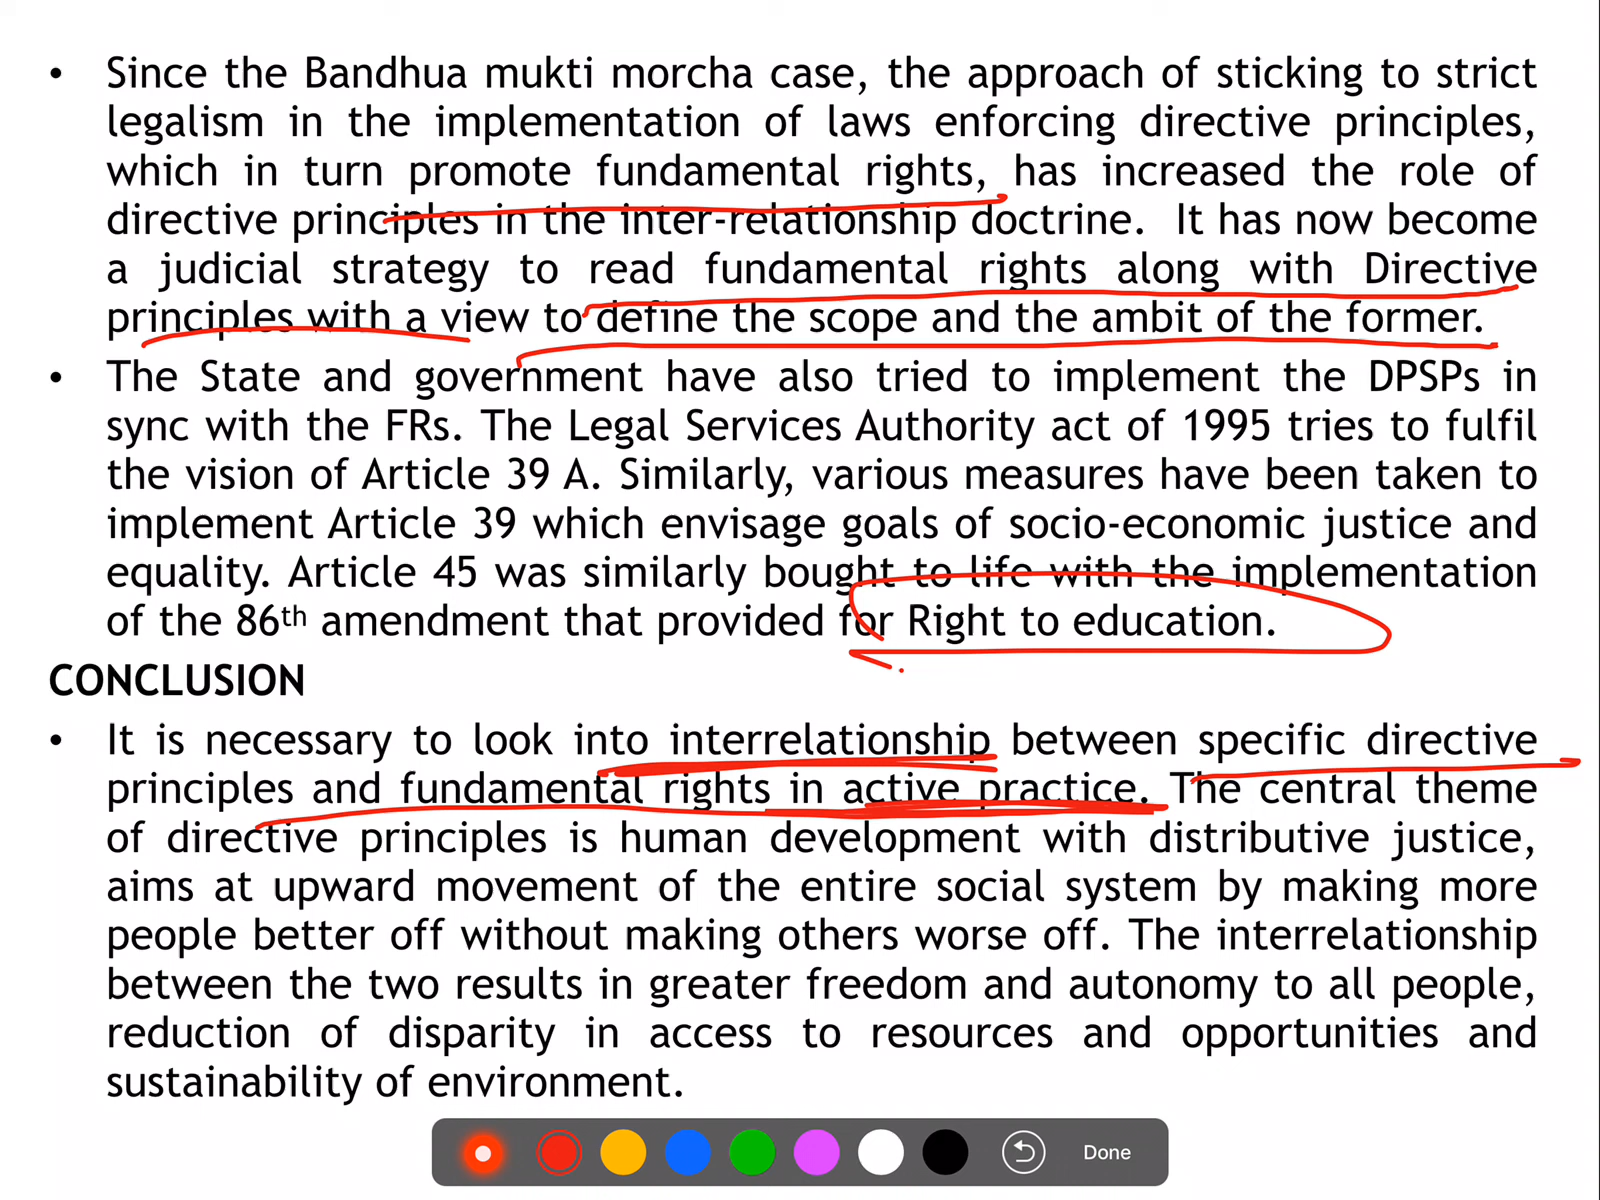 • Since the Bandhua mukti morcha case, the approach of sticking to strict
legalism in the implementation of laws enforcing directive principles,
which in turn promote fundamental rights, has increased the role of
directive principles in the inter-relationship doctrine. It has now become
a judicial strategy to read fundamental rights along with Directive
principles with a view to define the scope and the ambit of the former.
• The State and government have also tried to implement the DPSPs in
sync with the FRs. The Legal Services Authority act of 1995 tries to fulfil
the vision of Article 39 A. Similarly, various measures have been taken to
implement Article 39 which envisage goals of socio-economic justice and
equality. Article 45 was similarly bought to life with the implementation
of the 86th amendment that provided for Right to education.
CONCLUSION
• It is necessary to look into interrelationship between specific directive
principles and fundamental rights in active practice. The central theme
of directive principles is human development with distributive justice,
aims at upward movement of the entire social system by making more
people better off without making others worse off. The interrelationship
between the two results in greater freedom and autonomy to all people,
reduction of disparity in access to resources and opportunities and
sustainability of environment.
Done